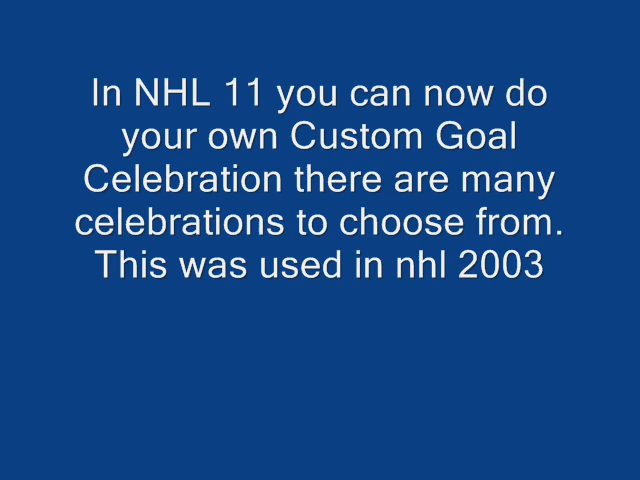 In NHL 11 you can now do
your own Custom Goal
Celebration there are many
celebrations to choose from.
This was used in nhl 2003